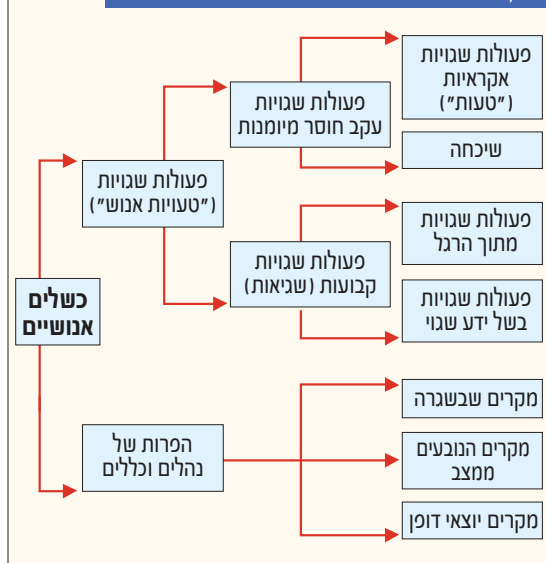 כשלים
אנושיים
פעולות שגויות
("טעויות אנוש")
פעולות שגויות
עקב חוסר מיומנות
פעולות שגויות
אקראיות
("טעות")
שיכחה
פעולות שגויות
קבועות (שגיאות)
פעולות שגויות
מתוך הרגל
פעולות שגויות
בשל ידע שגוי
הפרות של
נהלים וכללים
מקרים שבשגרה
מקרים הנובעים
ממצב
מקרים יוצאי דופן